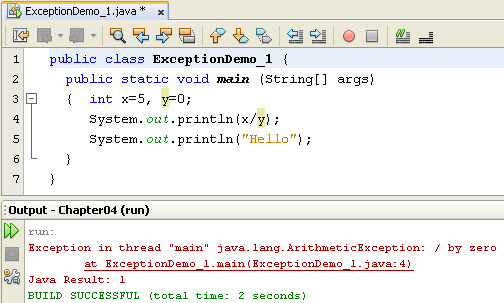 ExceptionDemo_1.java *
1 public class ExceptionDemo_1 {
2 public static void main (String[] args)
3 { int x=5, y=0;
4 System.out.println(x/y);
5 System.out.println("Hello");
6 }
7 }
Output - Chapter04 (run)
run:
Exception in thread "main" java.lang.ArithmeticException: / by zero
at ExceptionDemo_1.main(ExceptionDemo_1.java:4)
Java Result: 1
BUILD SUCCESSFUL (total time: 2 seconds)